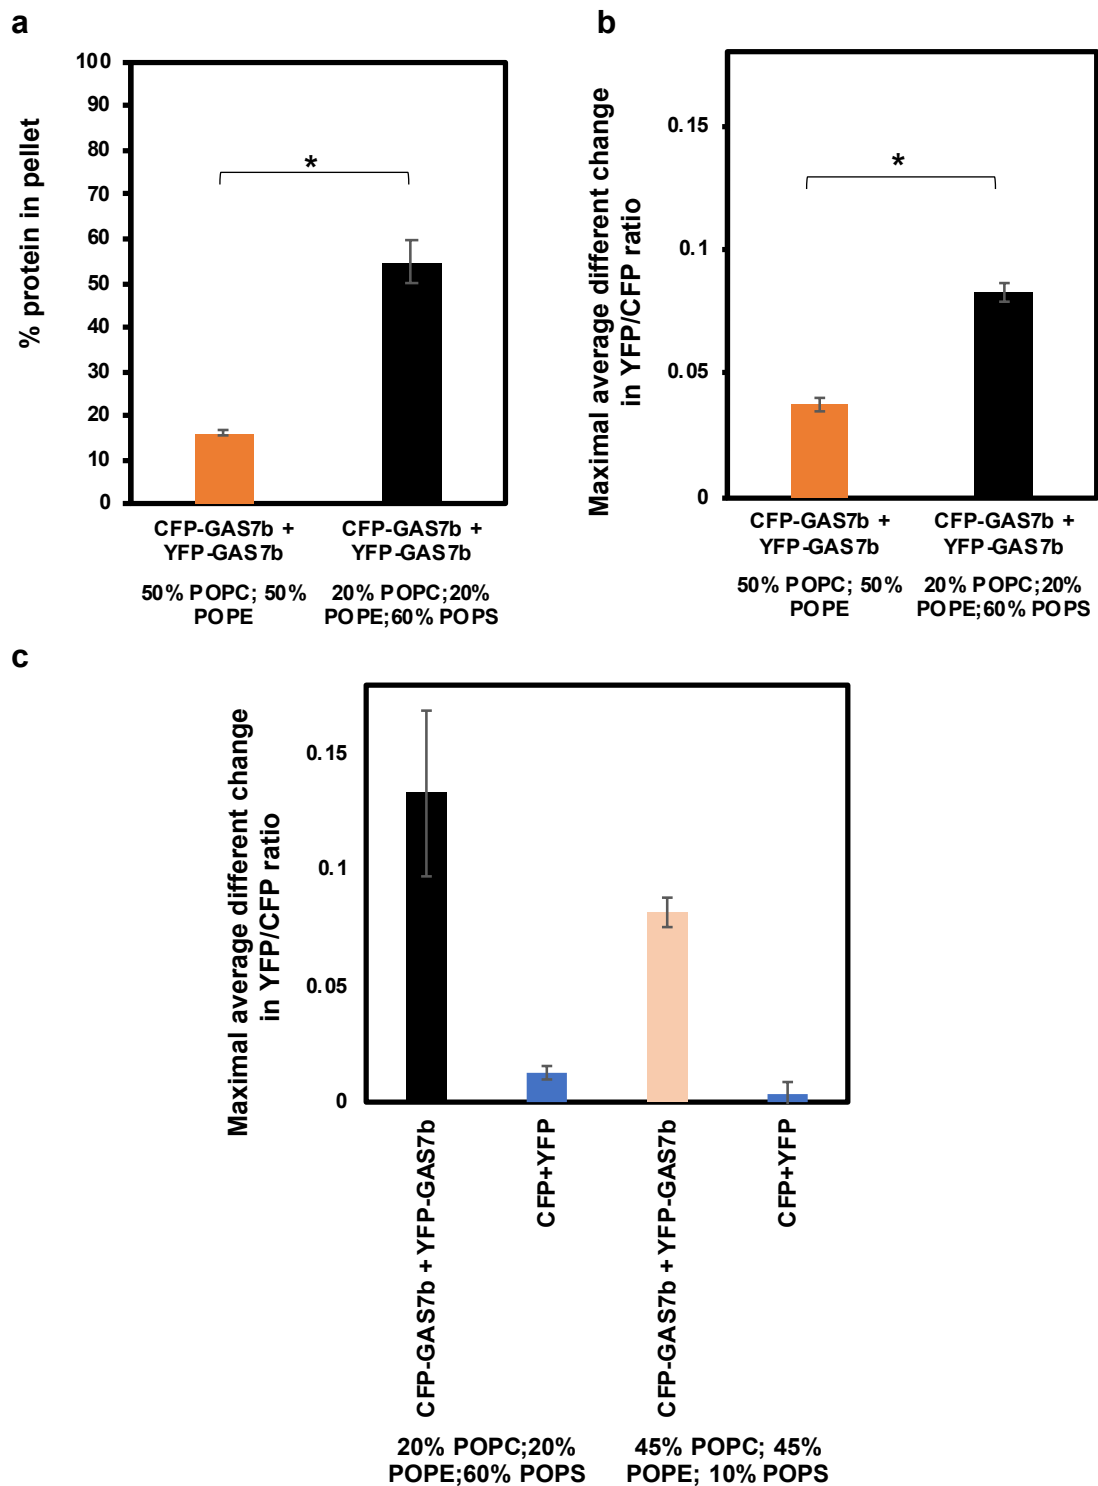 a
% protein in pellet
100
90
80
70
60
50
40
30
20
10
0
*
CFP-GAS7b +
YFP-GAS7b
50% POPC; 50%
POPE
CFP-GAS7b +
YFP-GAS7b
20% POPC;20%
POPE;60% POPS
b
Maximal average different change
in YFP/CFP ratio
0.15
0.1
0.05
0
*
CFP-GAS7b +
YFP-GAS7b
50% POPC; 50%
POPE
CFP-GAS7b +
YFP-GAS7b
20% POPC;20%
POPE;60% POPS
c
Maximal average different change
in YFP/CFP ratio
0.15
0.1
0.05
0
CFP-GAS7b + YFP-GAS7b
CFP+YFP
CFP-GAS7b + YFP-GAS7b
CFP+YFP
20% POPC;20%
POPE;60% POPS
45% POPC; 45%
POPE; 10% POPS